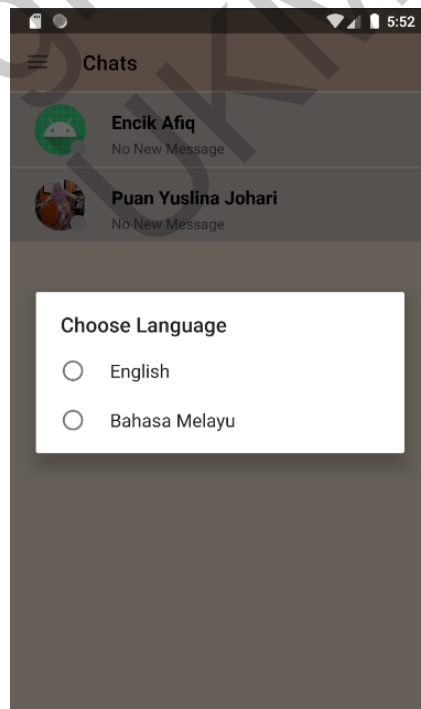 5:52
Chats
Encik Afiq
No New Message
Puan Yuslina Johari
No New Message
Choose Language
English
Bahasa Melayu
UKM